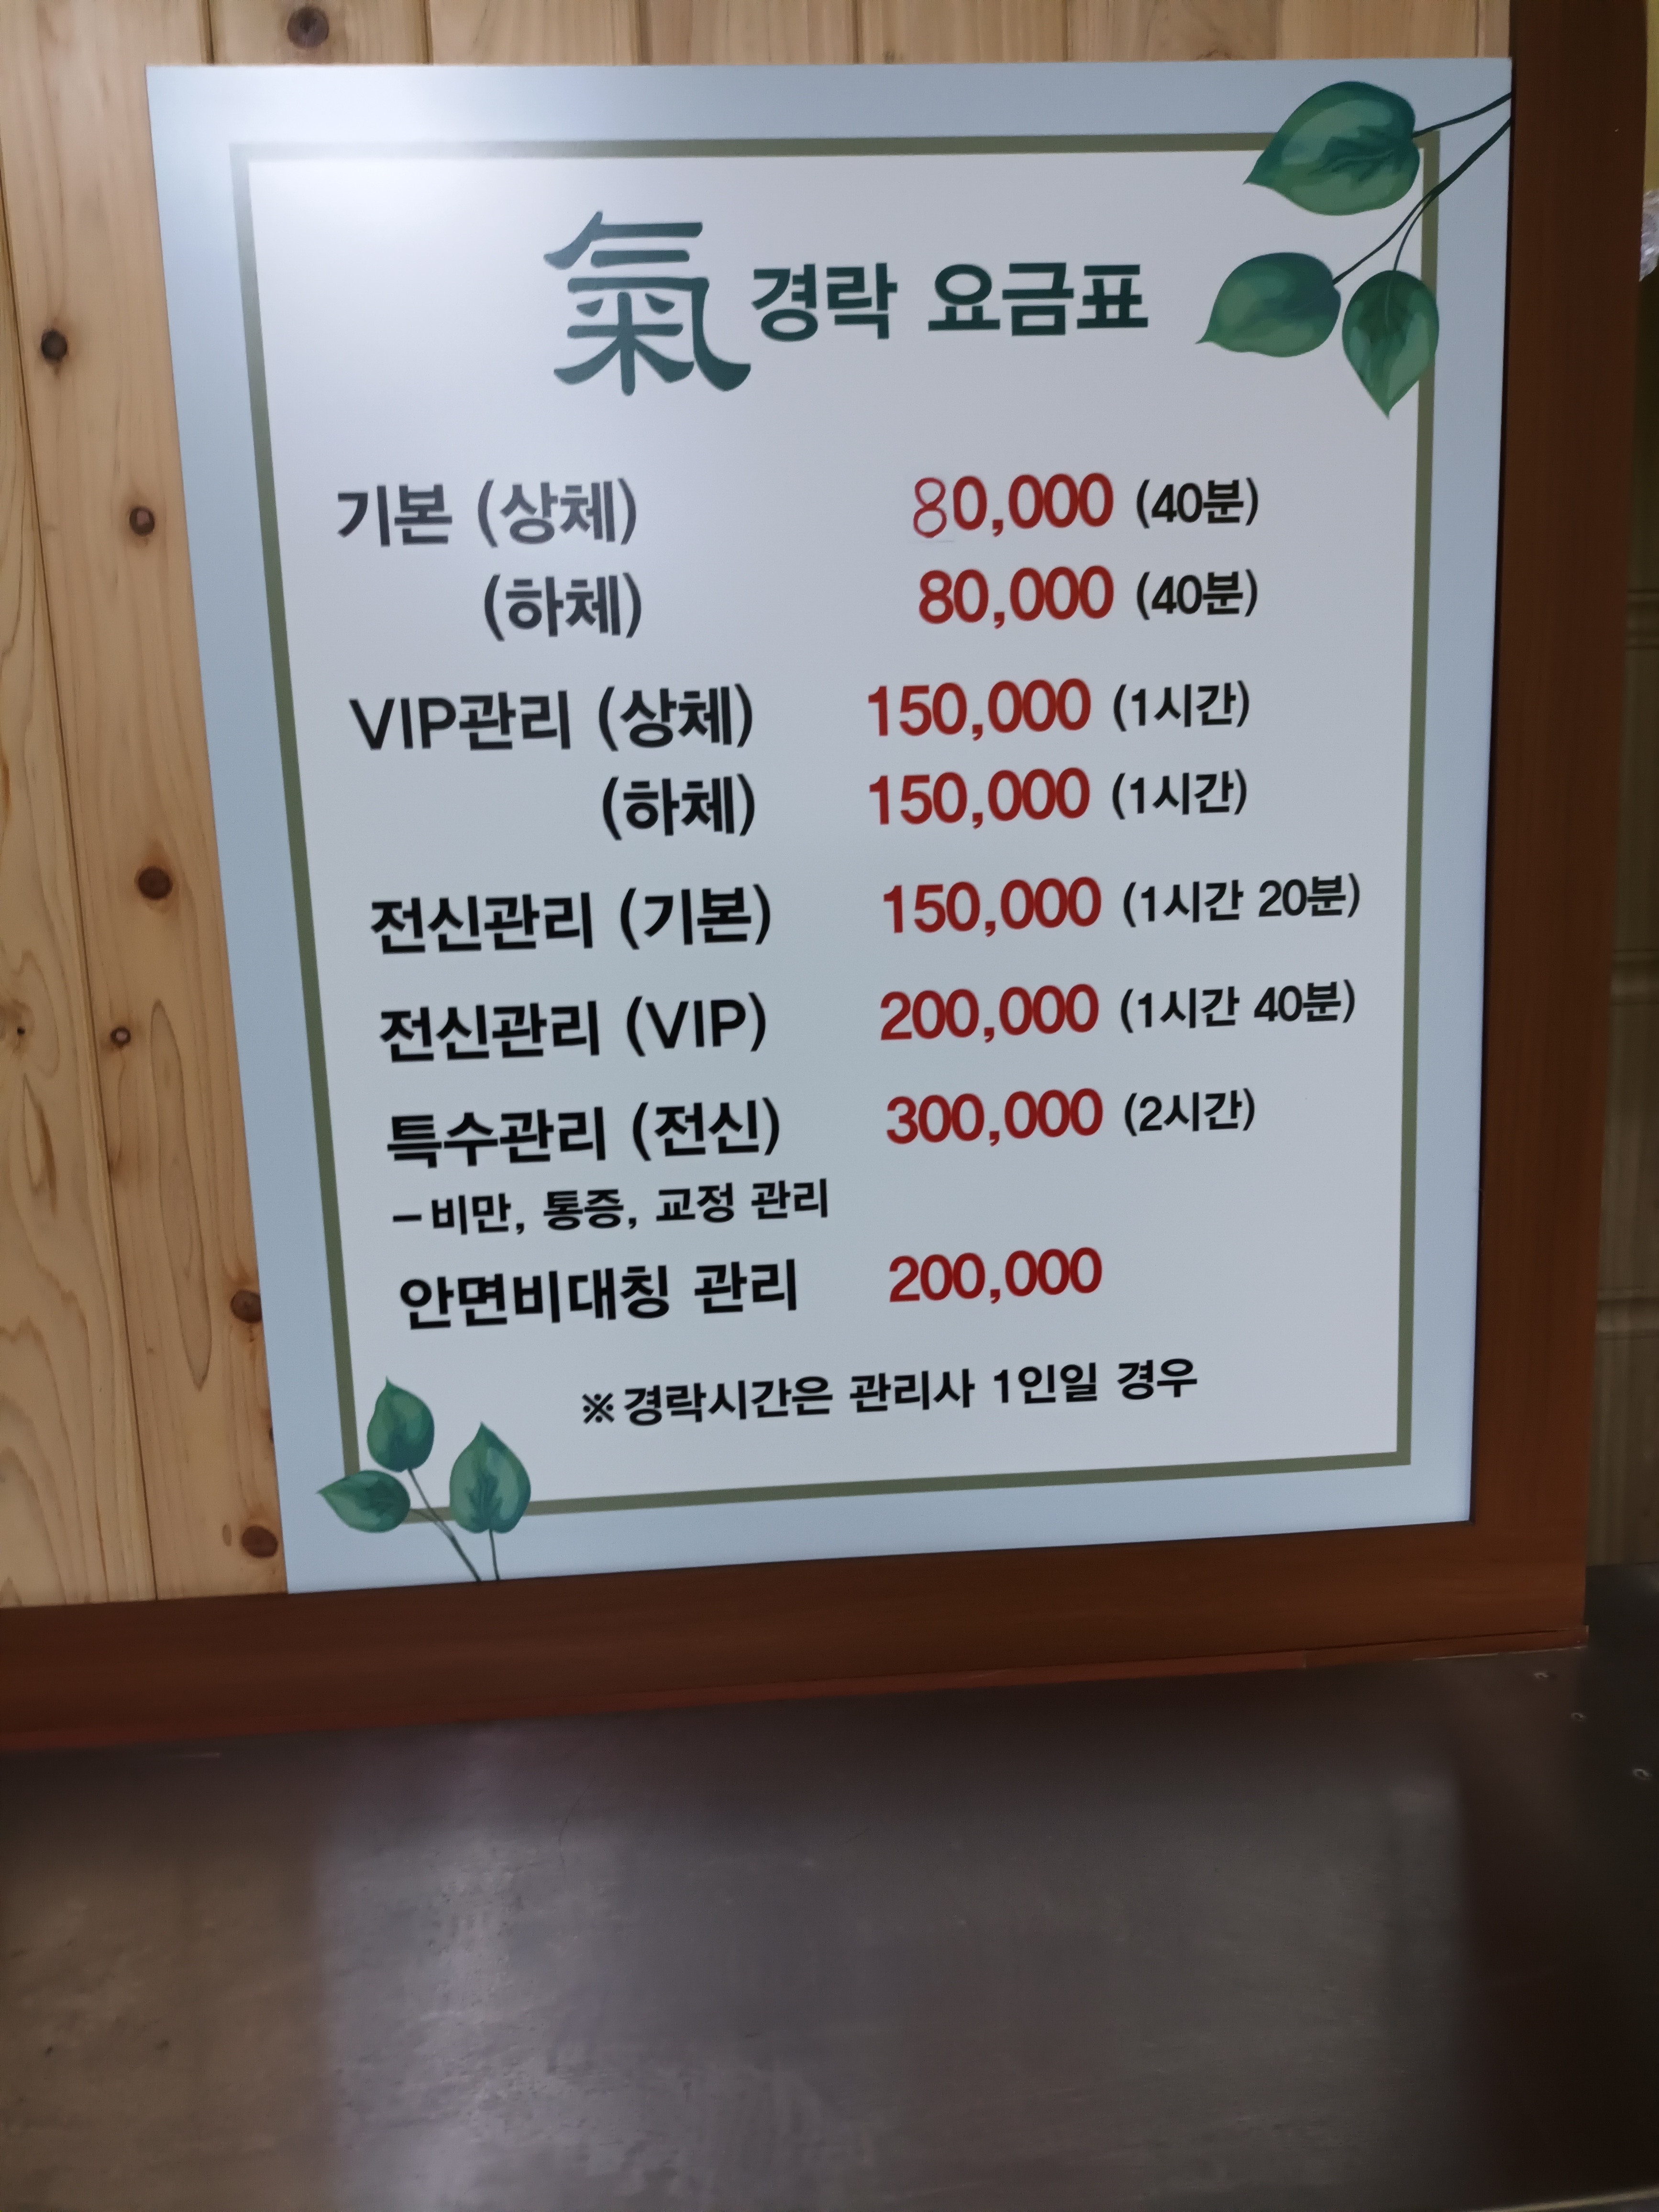 氣 경락 요금표
기본 (상체) 80,000 (40분)
(하체) 80,000 (40분)
VIP관리 (상체) 150,000 (1시간)
(하체) 150,000 (1시간)
전신관리 (기본) 150,000 (1시간 20분)
전신관리 (VIP) 200,000 (1시간 40분)
특수관리 (전신) 300,000 (2시간)
-비만, 통증, 교정 관리
안면비대칭 관리 200,000
※경락시간은 관리사 1인일 경우